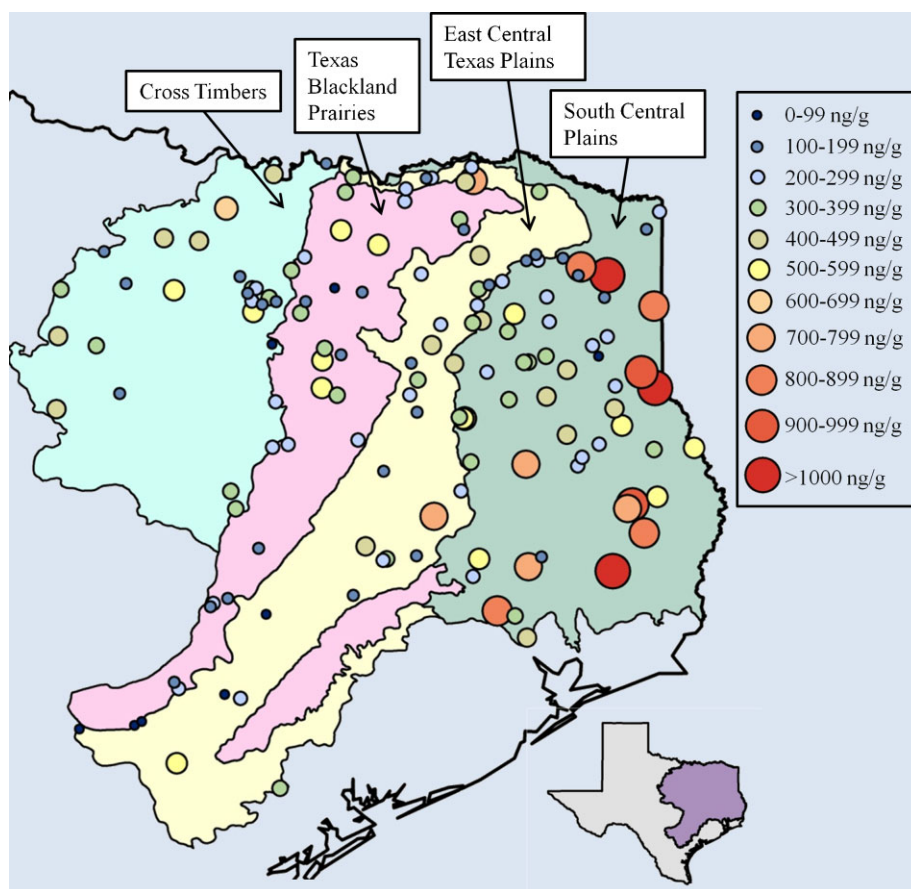 East Central
Texas Plains
Texas
Blackland
Prairies
Cross Timbers
South Central
Plains
0-99 ng/g
100-199 ng/g
200-299 ng/g
300-399 ng/g
400-499 ng/g
500-599 ng/g
600-699 ng/g
700-799 ng/g
800-899 ng/g
900-999 ng/g
>1000 ng/g